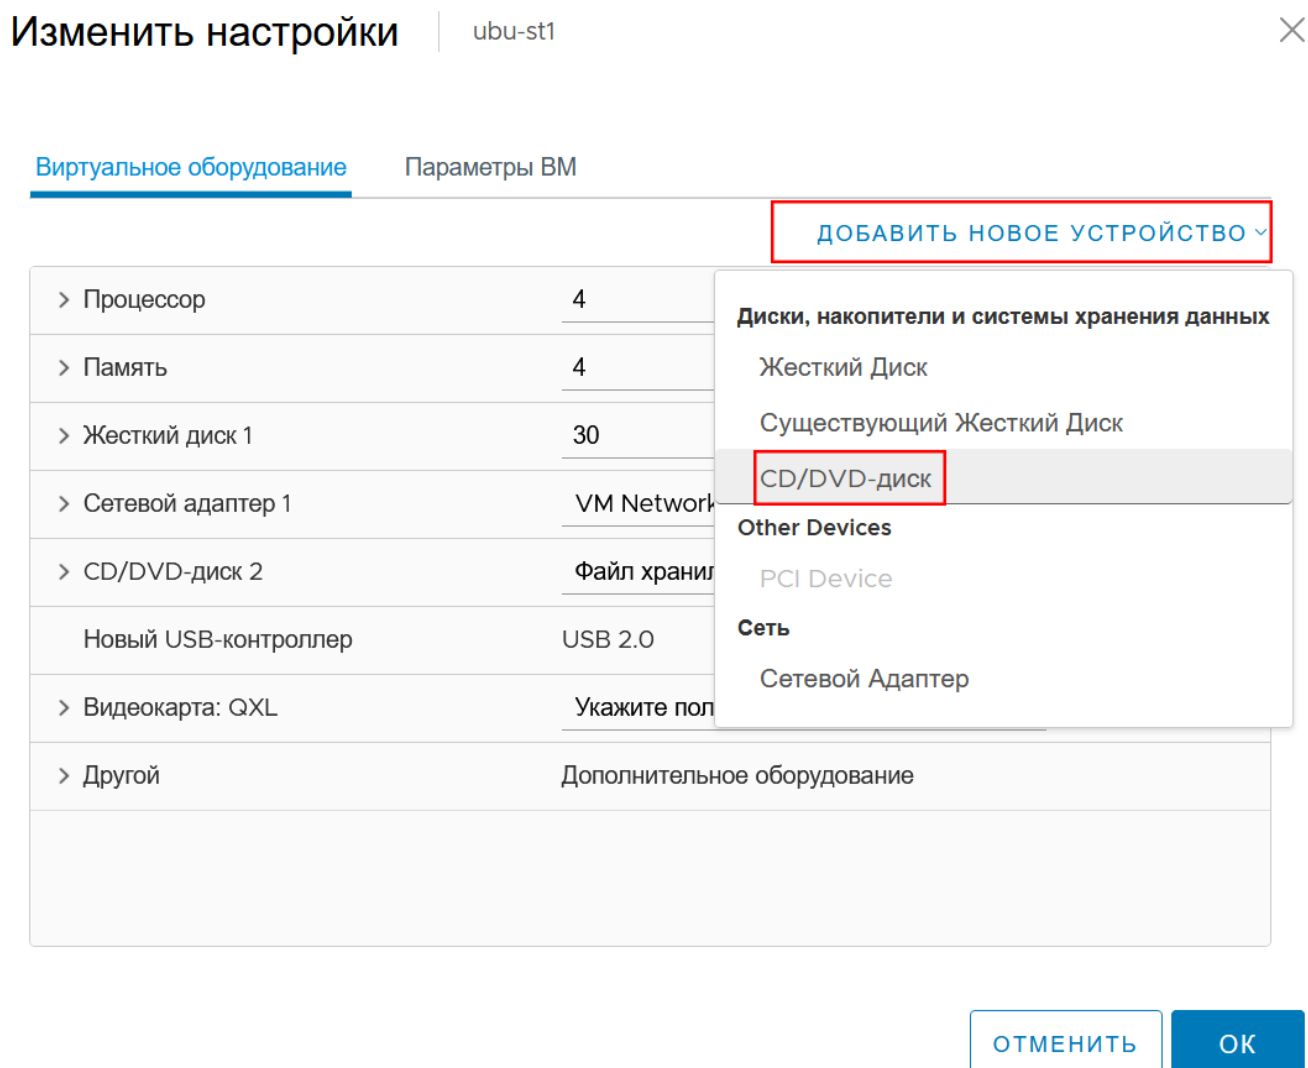 Изменить настройки ubu-st1
Виртуальное оборудование Параметры ВМ
ДОБАВИТЬ НОВОЕ УСТРОЙСТВО
Процессор 4
Память 4
Жесткий диск 1 30
Сетевой адаптер 1 VM Network
CD/DVD-диск 2 Файл
Новый USB-контроллер USB 2.0
Видеокарта: QXL Укажите
Другой Дополнительное оборудование
Диски, накопители и системы хранения данных
Жесткий Диск
Существующий Жесткий Диск
CD/DVD-диск
Other Devices
PCI Device
Сеть
Сетевой Адаптер
ОТМЕНИТЬ ОК